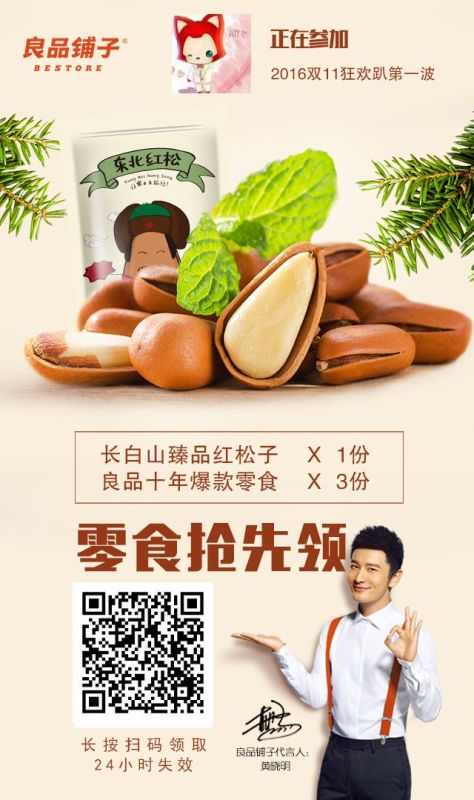 良品铺子®
BESTORE
正在参加
2016双11狂欢趴第一波
东北红松
长白山臻品红松子 X 1份
良品十年爆款零食 X 3份
零食抢先领
长按扫码领取
24小时失效
良品铺子代言人:
黄晓明